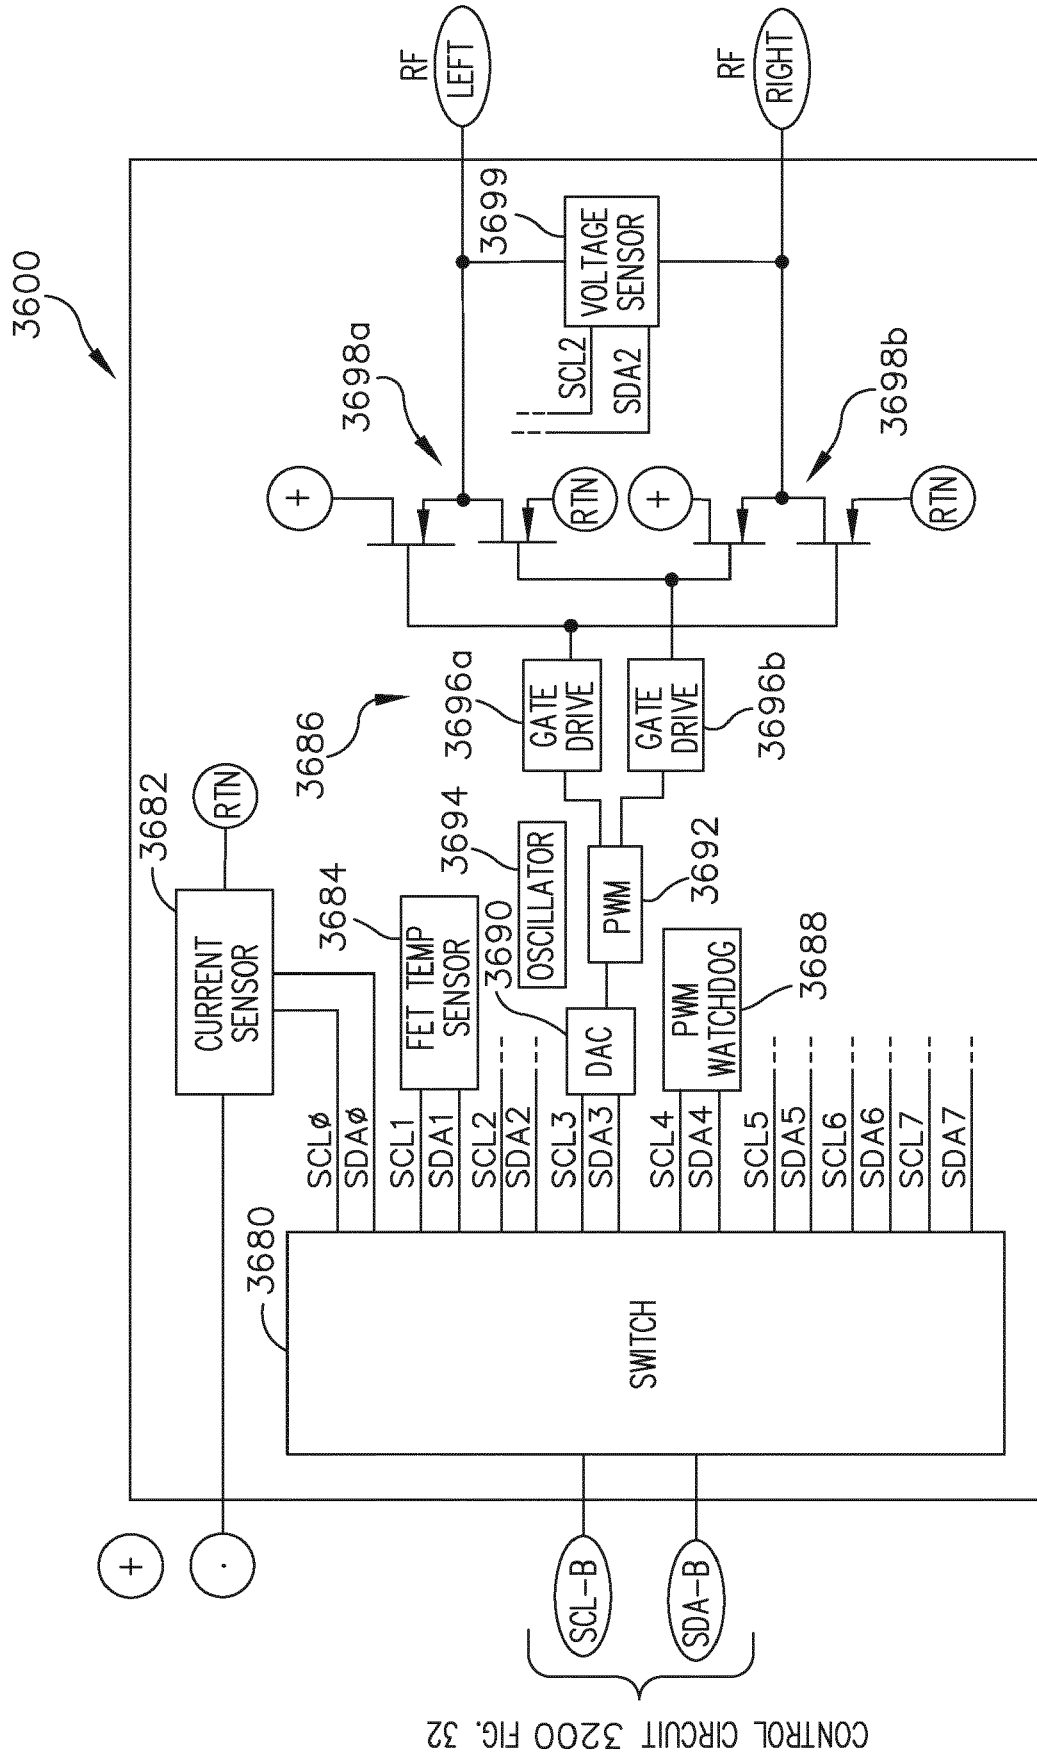 3600
+
.
3682
CURRENT
SENSOR
RTN
3680
SWITCH
SCLØ
SDAØ
SCL1
SDA1
SCL2
SDA2
SCL3
SDA3
SCL4
SDA4
SCL5
SDA5
SCL6
SDA6
SCL7
SDA7
SCL-B
SDA-B
CONTROL CIRCUIT 3200 FIG. 32
3684
FET TEMP
SENSOR
3690
DAC
3694
OSCILLATOR
PWM
3692
PWM
WATCHDOG
3688
3686
3696a
GATE
DRIVE
GATE
DRIVE
3696b
+
RTN
+
RTN
3698a
3698b
SCL2
SDA2
VOLTAGE
SENSOR
3699
RF
LEFT
RF
RIGHT